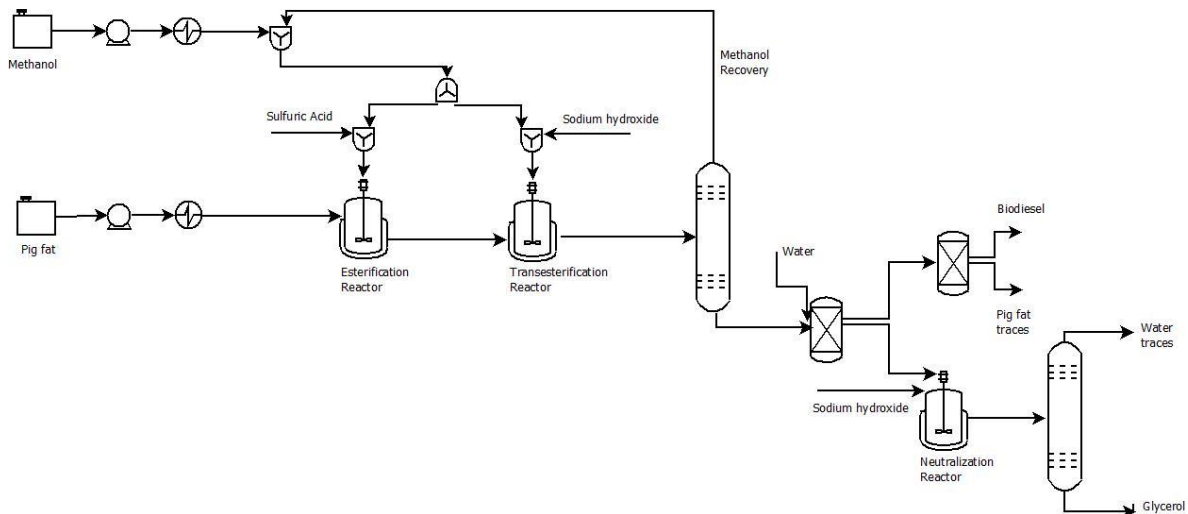 Methanol
Methanol
Recovery
Sulfuric Acid
Sodium hydroxide
Pig fat
Esterification
Reactor
Transesterification
Reactor
Water
Biodiesel
Pig fat
traces
Water
traces
Sodium hydroxide
Neutralization
Reactor
Glycerol